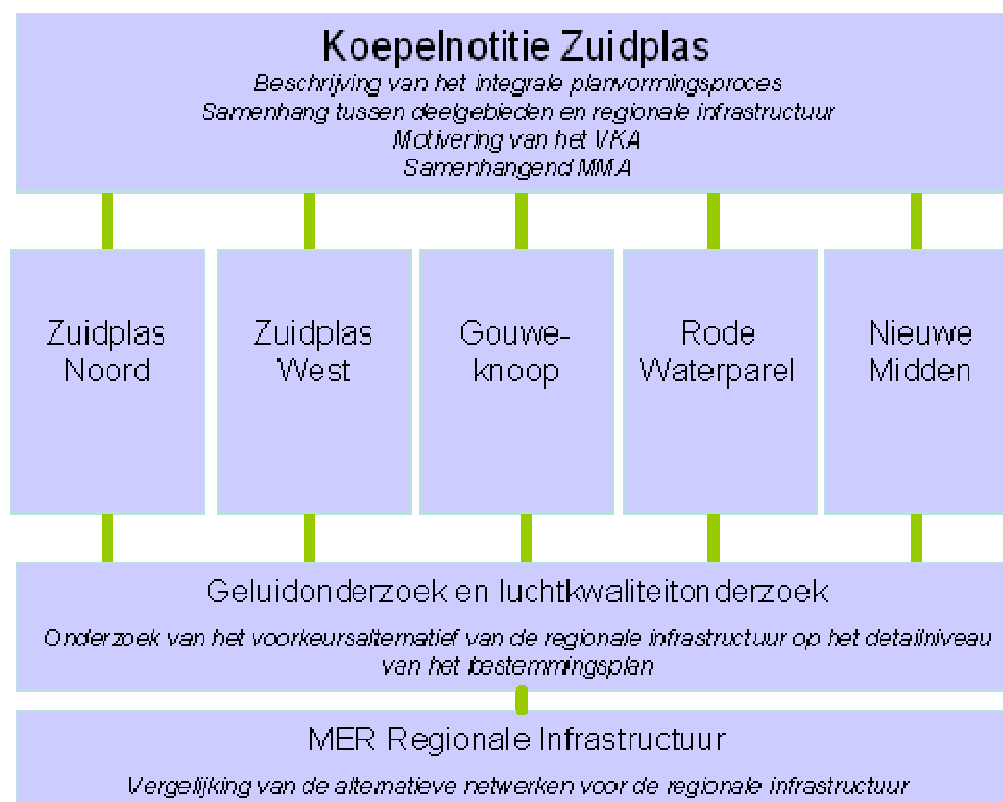 Koepelnotitie Zuidplas
Beschrijving van het integrale planvormingsproces
Samenhang tussen deelgebieden en regionale infrastructuur
Motivering van het VKA
Samenhangend MMA
Zuidplas
Noord
Zuidplas
West
Gouwe-
knoop
Rode
Waterparel
Nieuwe
Midden
Geluidonderzoek en luchtkwaliteitonderzoek
Onderzoek van het voorkeursalternatief van de regionale infrastructuur op het detailniveau
van het bestemmingsplan
MER Regionale Infrastructuur
Vergelijking van de alternatieve netwerken voor de regionale infrastructuur